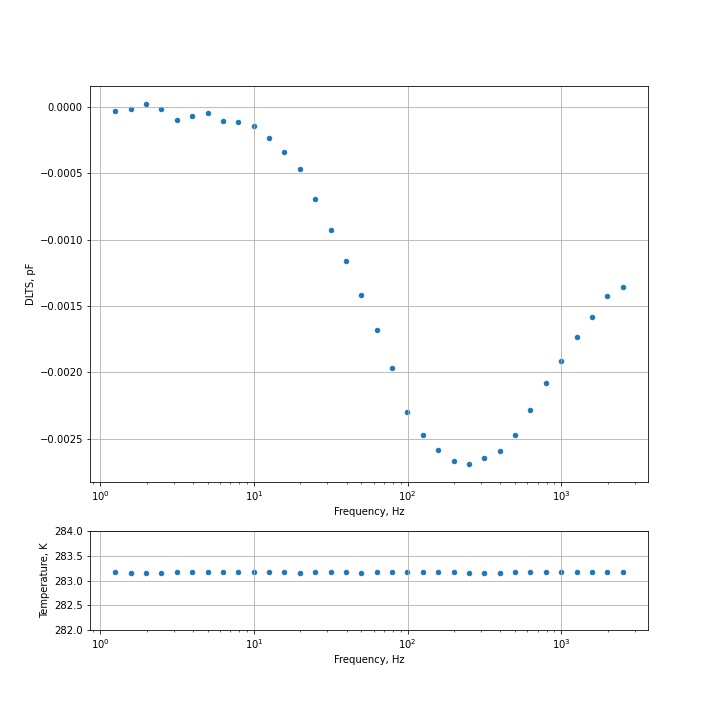 0.0000
−0.0005
−0.0010
−0.0015
−0.0020
−0.0025
DLTS, pF
10⁰ 10¹ 10² 10³
Frequency, Hz
284.0
283.5
283.0
282.5
282.0
Temperature, K
10⁰ 10¹ 10² 10³
Frequency, Hz